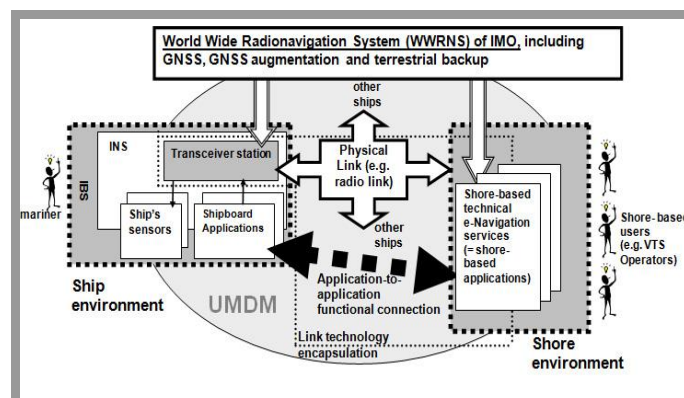 World Wide Radionavigation System (WWRNS) of IMO, including
GNSS, GNSS augmentation and terrestrial backup
other
ships
INS
Transceiver station
Physical
Link (e.g.
radio link)
IBS
mariner
Ship's
sensors
Shipboard
Applications
other
ships
Shore-based
technical
e-Navigation
services
(= shore-
based
applications)
Shore-based
users
(e.g. VTS
Operators)
Ship
environment
UMDM
Application-to-
application
functional connection
Link technology
encapsulation
Shore
environment